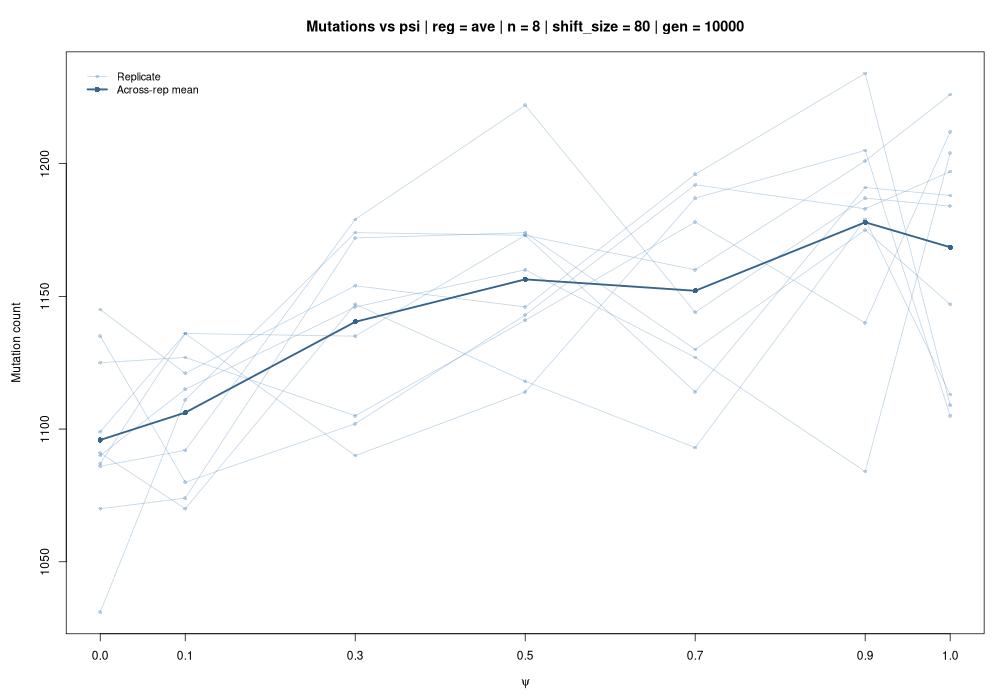 Mutations vs psi | reg = ave | n = 8 | shift_size = 80 | gen = 10000
Replicate
Across-rep mean
Mutation count
1200
1150
1100
1050
0.0 0.1 0.3 0.5 0.7 0.9 1.0
ψ